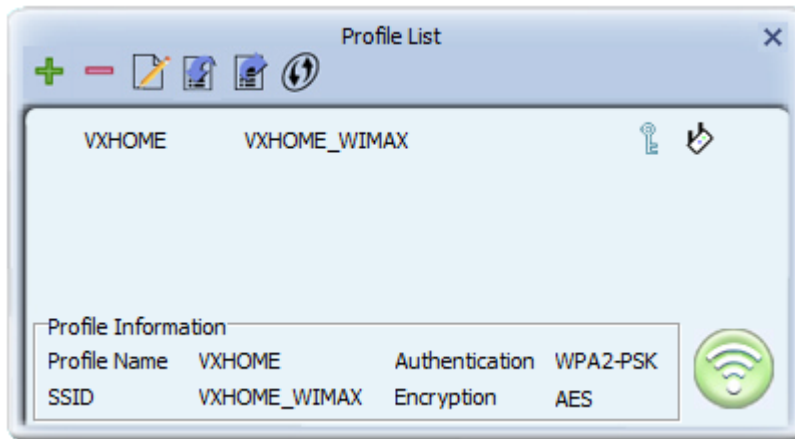 Profile List
VXHOME VXHOME_WIMAX
Profile Information
Profile Name VXHOME Authentication WPA2-PSK
SSID VXHOME_WIMAX Encryption AES